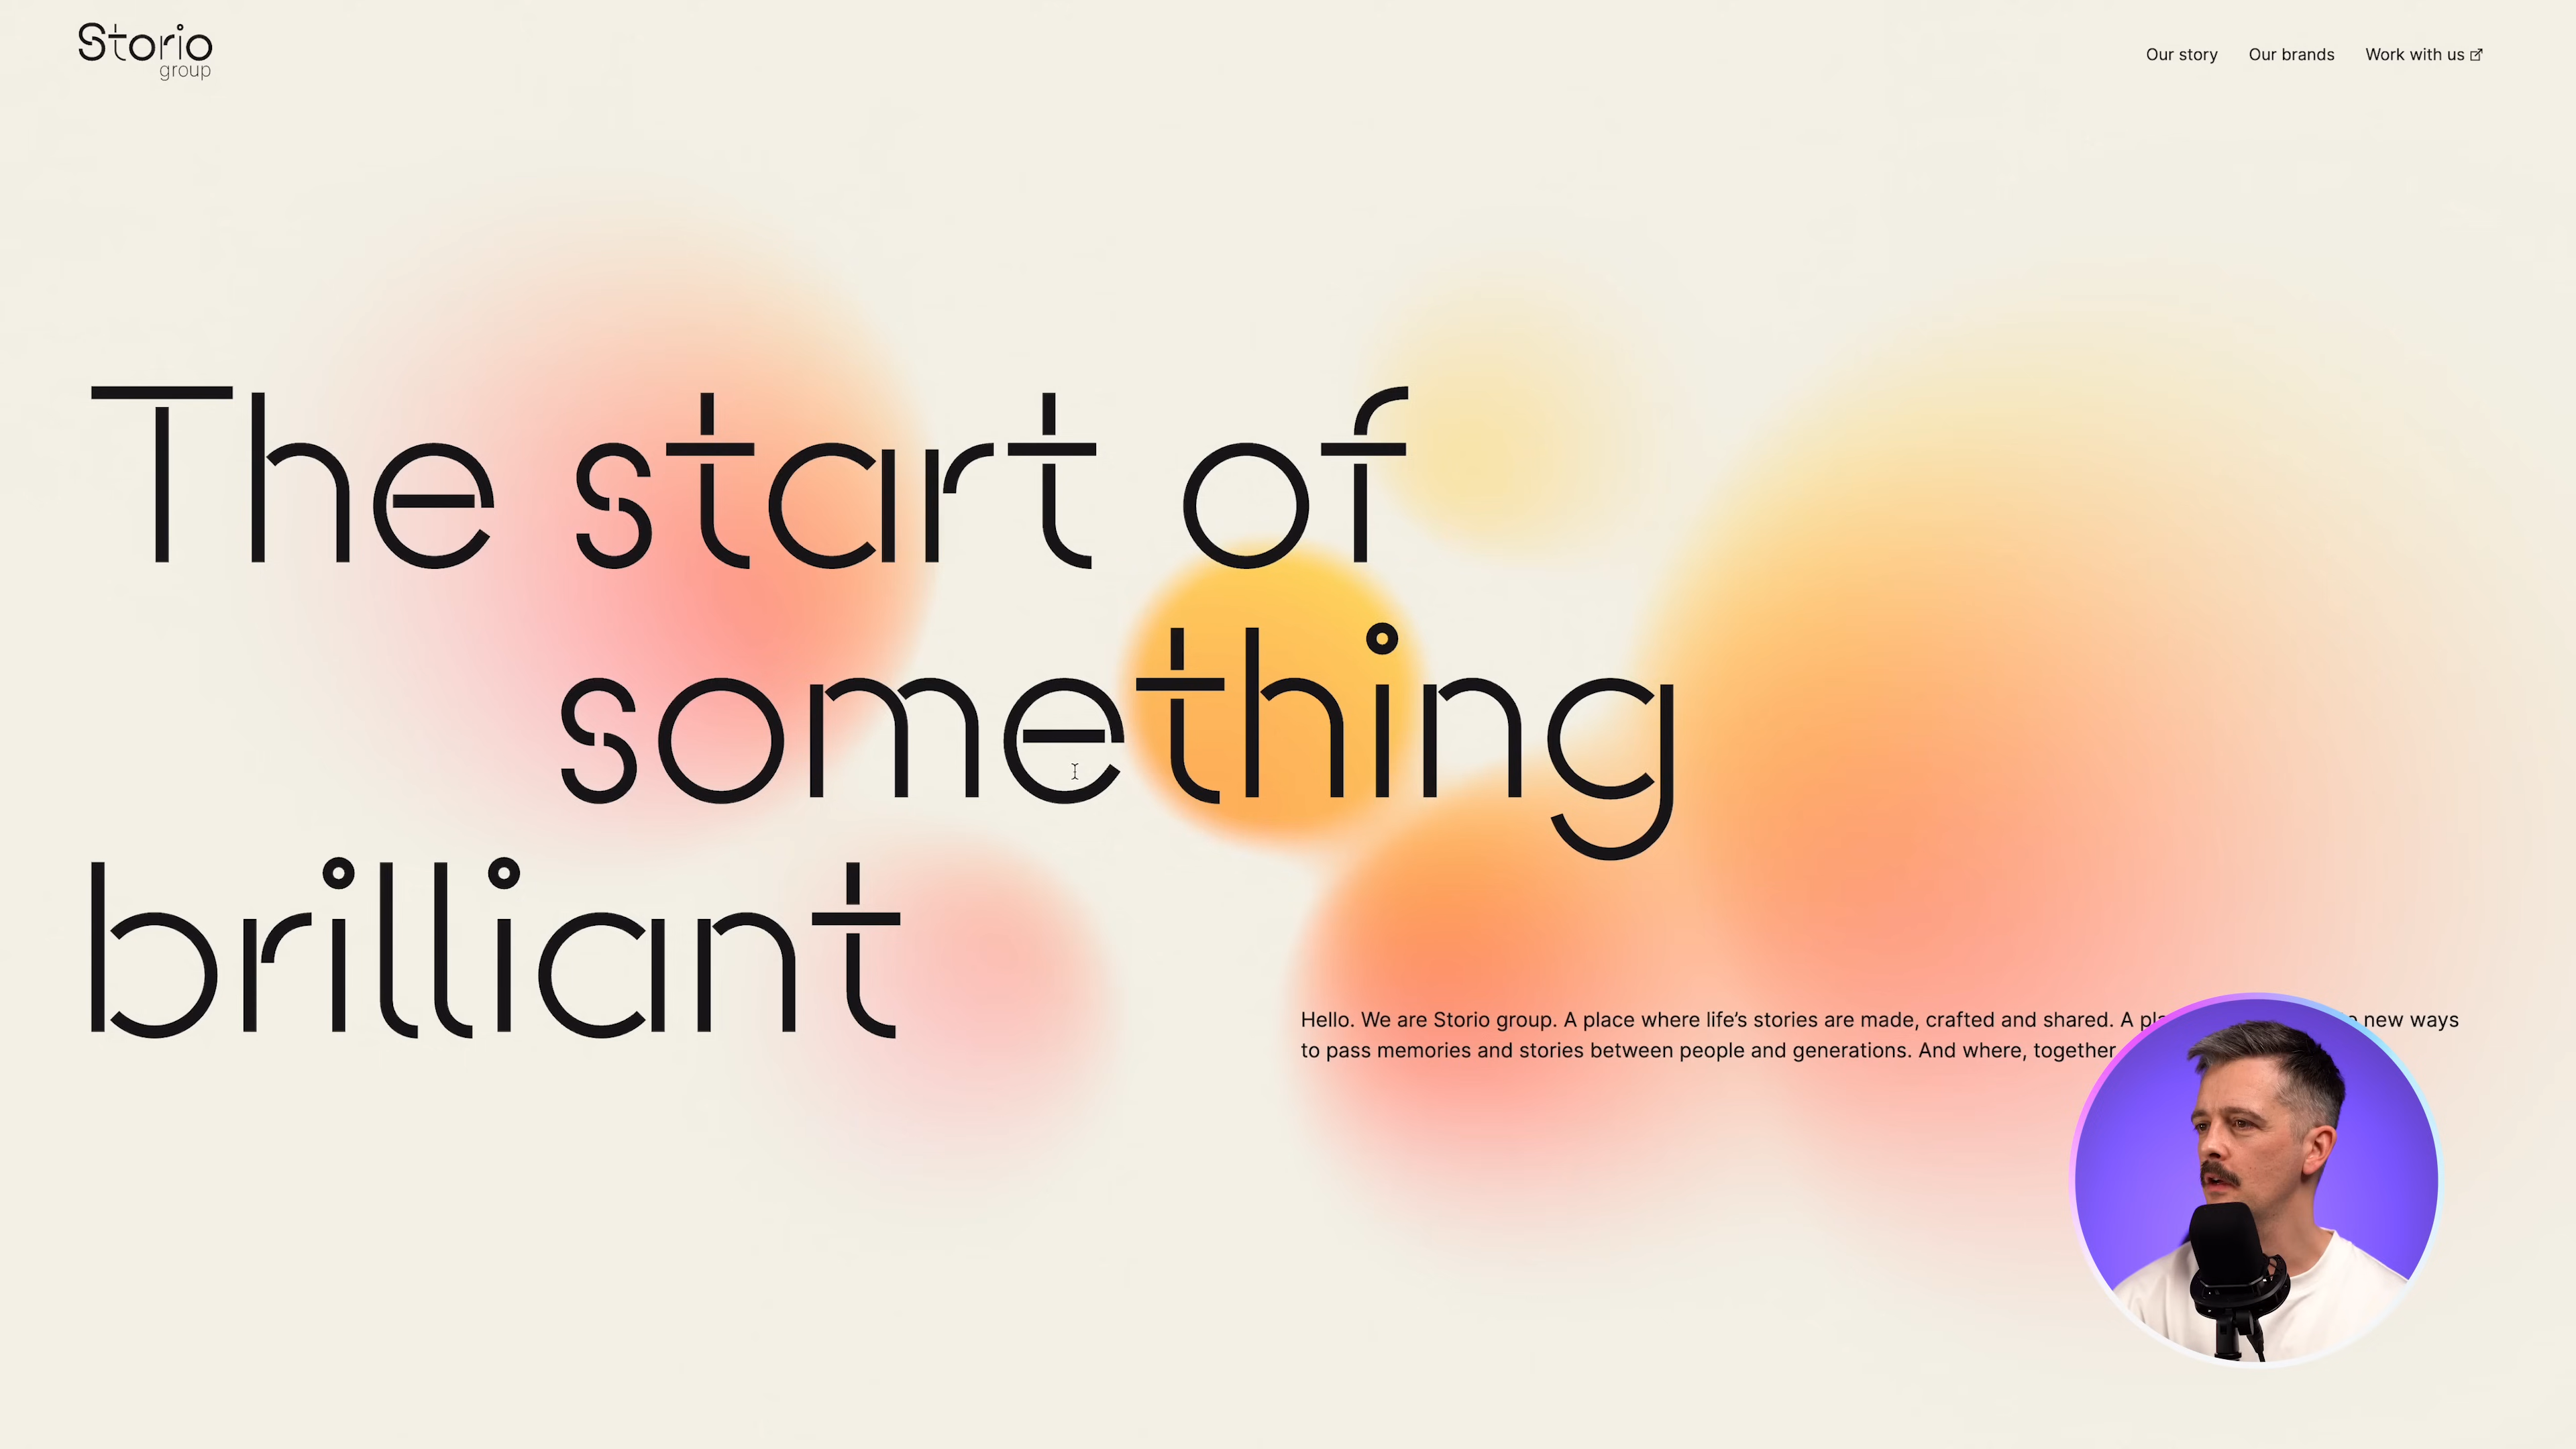 Storio
group
Our story
Our brands
Work with us
The start of
something
brilliant
Hello. We are Storio group. A place where life’s stories are made, crafted and shared. A new ways
to pass memories and stories between people and generations. And where, together